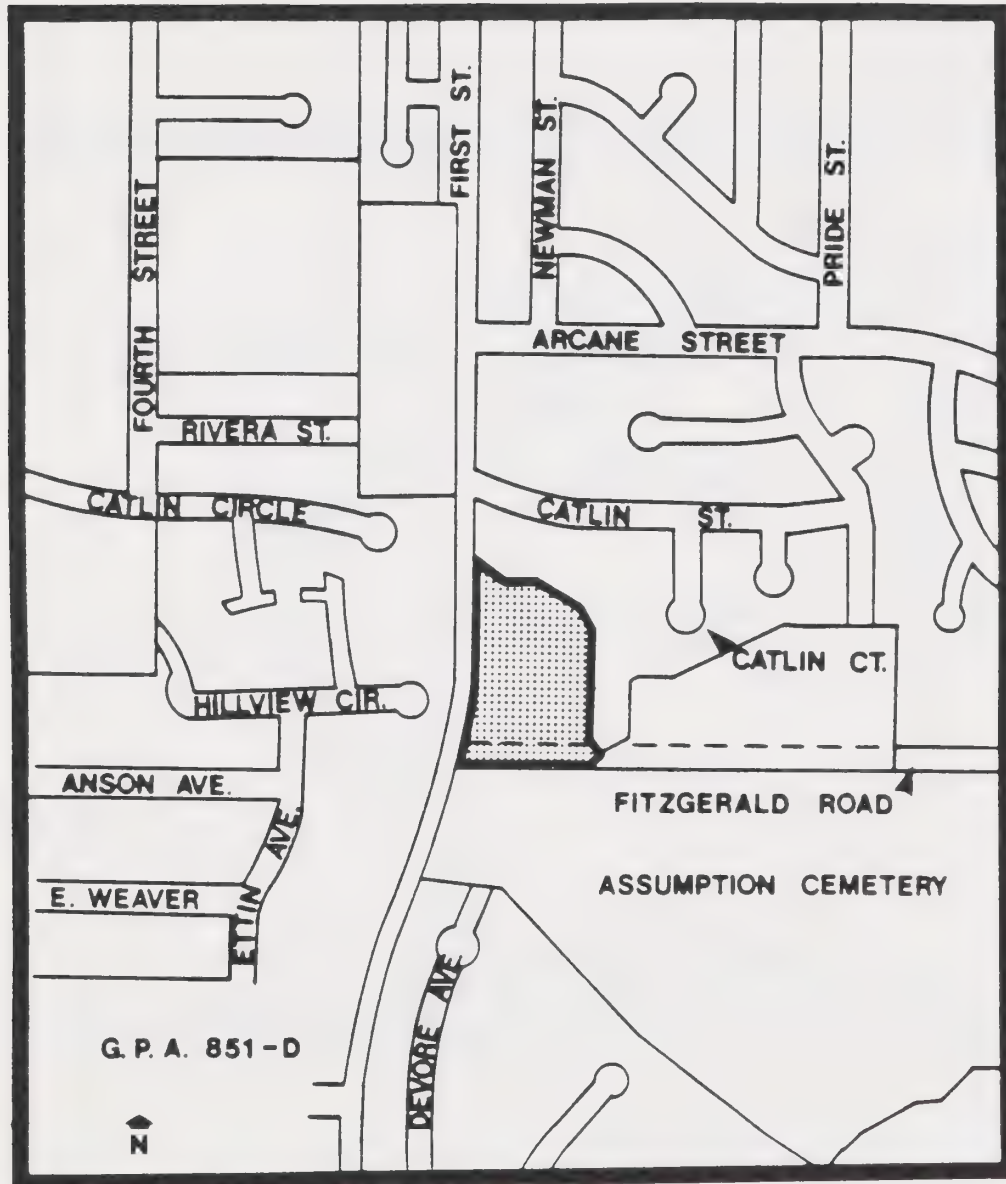 FIRST ST.
NEWMAN ST.
PRIDE ST.
FOURTH STREET
ARCANE STREET
RIVERA ST.
CATLIN CIRCLE
CATLIN ST.
CATLIN CT.
HILLVIEW CIR.
ANSON AVE.
FITZGERALD ROAD
ETTIN AVE.
E. WEAVER
ASSUMPTION CEMETERY
DEVORE AVE
G.P.A. 851-D
N